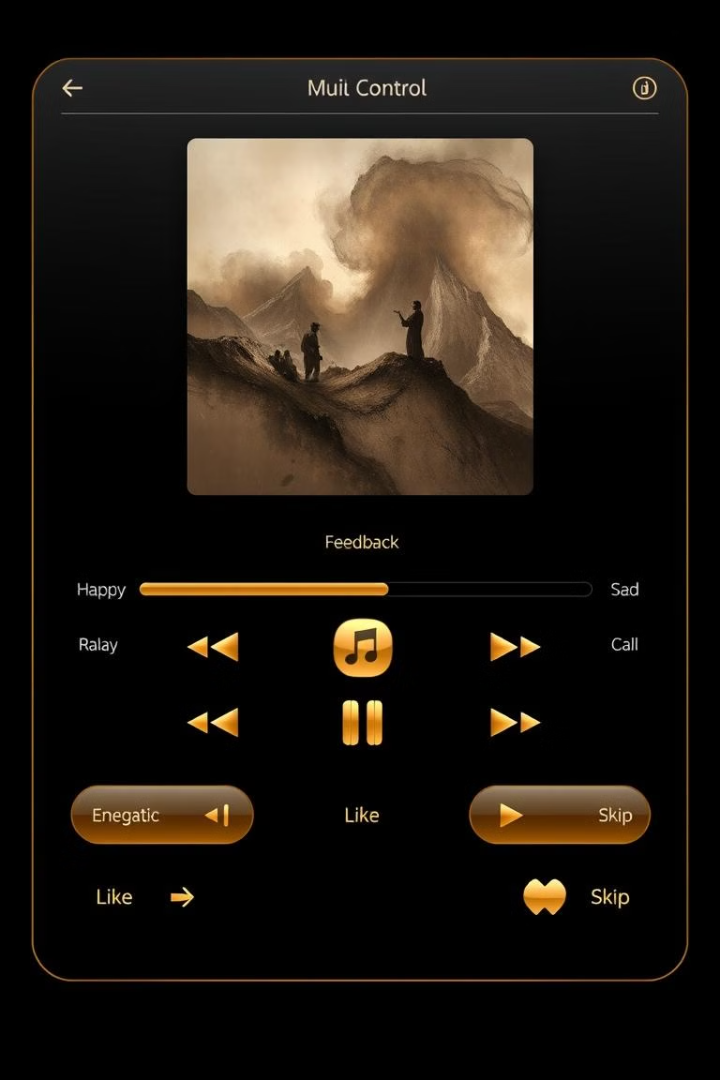 Muil Control
Feedback
Happy Sad
Ralay Call
Enegatic Like Skip
Like Skip